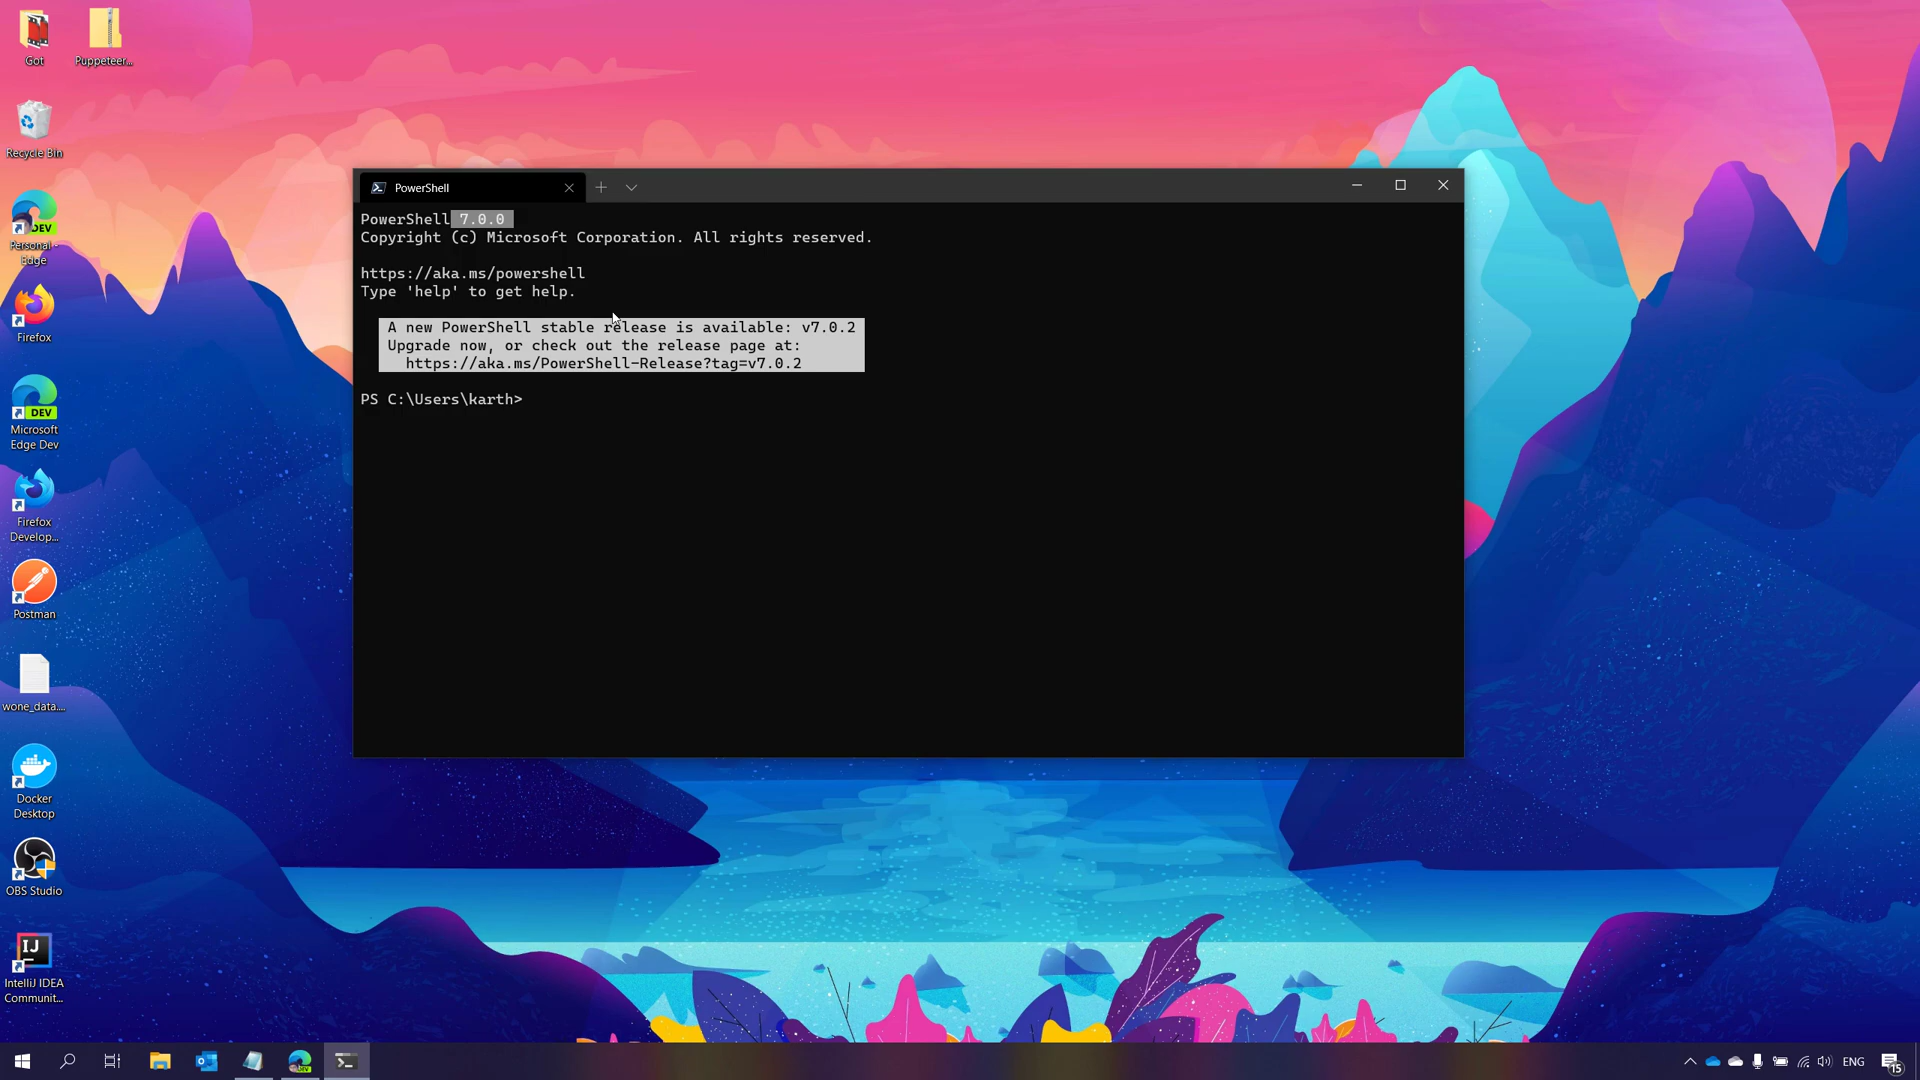 Got
Puppeteer...
Recycle Bin
DEV
Personal -
Edge
Firefox
DEV
Microsoft
Edge Dev
Firefox
Develop...
Postman
wone_data....
Docker
Desktop
OBS Studio
IJ
IntelliJ IDEA
Communit...
PowerShell
PowerShell 7.0.0
Copyright (c) Microsoft Corporation. All rights reserved.
https://aka.ms/powershell
Type 'help' to get help.
A new PowerShell stable release is available: v7.0.2
Upgrade now, or check out the release page at:
https://aka.ms/PowerShell-Release?tag=v7.0.2
PS C:\Users\karth>
ENG
15